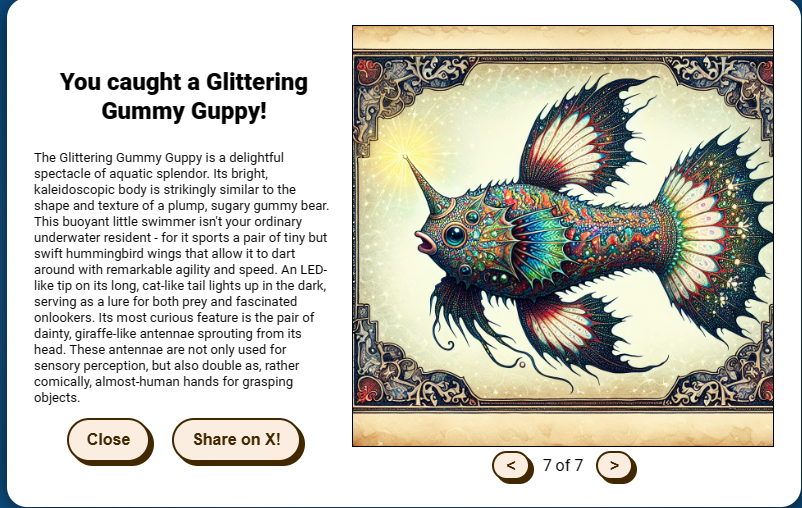 You caught a Glittering
Gummy Guppy!
The Glittering Gummy Guppy is a delightful
spectacle of aquatic splendor. Its bright,
kaleidoscopic body is strikingly similar to the
shape and texture of a plump, sugary gummy bear.
This buoyant little swimmer isn't your ordinary
underwater resident - for it sports a pair of tiny but
swift hummingbird wings that allow it to dart
around with remarkable agility and speed. An LED-
like tip on its long, cat-like tail lights up in the dark,
serving as a lure for both prey and fascinated
onlookers. Its most curious feature is the pair of
dainty, giraffe-like antennae sprouting from its
head. These antennae are not only used for
sensory perception, but also double as, rather
comically, almost-human hands for grasping
objects.
Close Share on X!
< 7 of 7 >